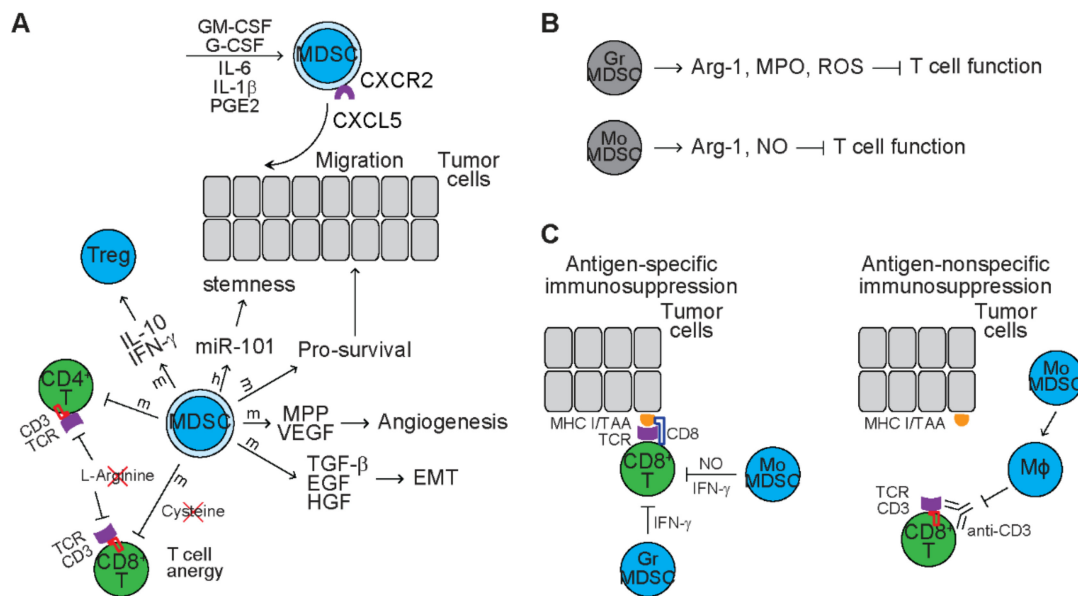 A
GM-CSF
G-CSF
IL-6
IL-1β
PGE2
MDSC
CXCR2
CXCL5
Migration
Tumor
cells
Treg
stemness
IL-10
IFN-γ
miR-101
Pro-survival
m
h
m
CD4⁺
T
CD3
TCR
m
MDSC
m
MPP
VEGF
Angiogenesis
m
TGF-β
EGF
HGF
EMT
L-Arginine
m
Cysteine
TCR
CD3
CD8⁺
T
T cell
anergy
B
Gr
MDSC
Arg-1, MPO, ROS
T cell function
Mo
MDSC
Arg-1, NO
T cell function
C
Antigen-specific
immunosuppression
Tumor
cells
MHC I/TAA
TCR
CD8
CD8⁺
T
NO
IFN-γ
Mo
MDSC
IFN-γ
Gr
MDSC
Antigen-nonspecific
immunosuppression
Tumor
cells
Mo
MDSC
MHC I/TAA
Mϕ
TCR
CD3
anti-CD3
CD8⁺
T